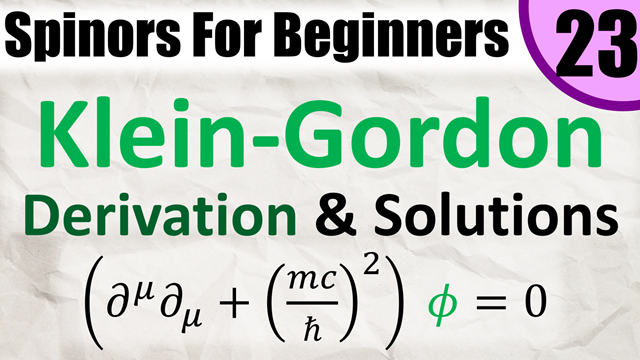 Spinors For Beginners 23
Klein-Gordon
Derivation & Solutions
(∂^μ ∂_μ + (mc/ħ)^2) ϕ = 0